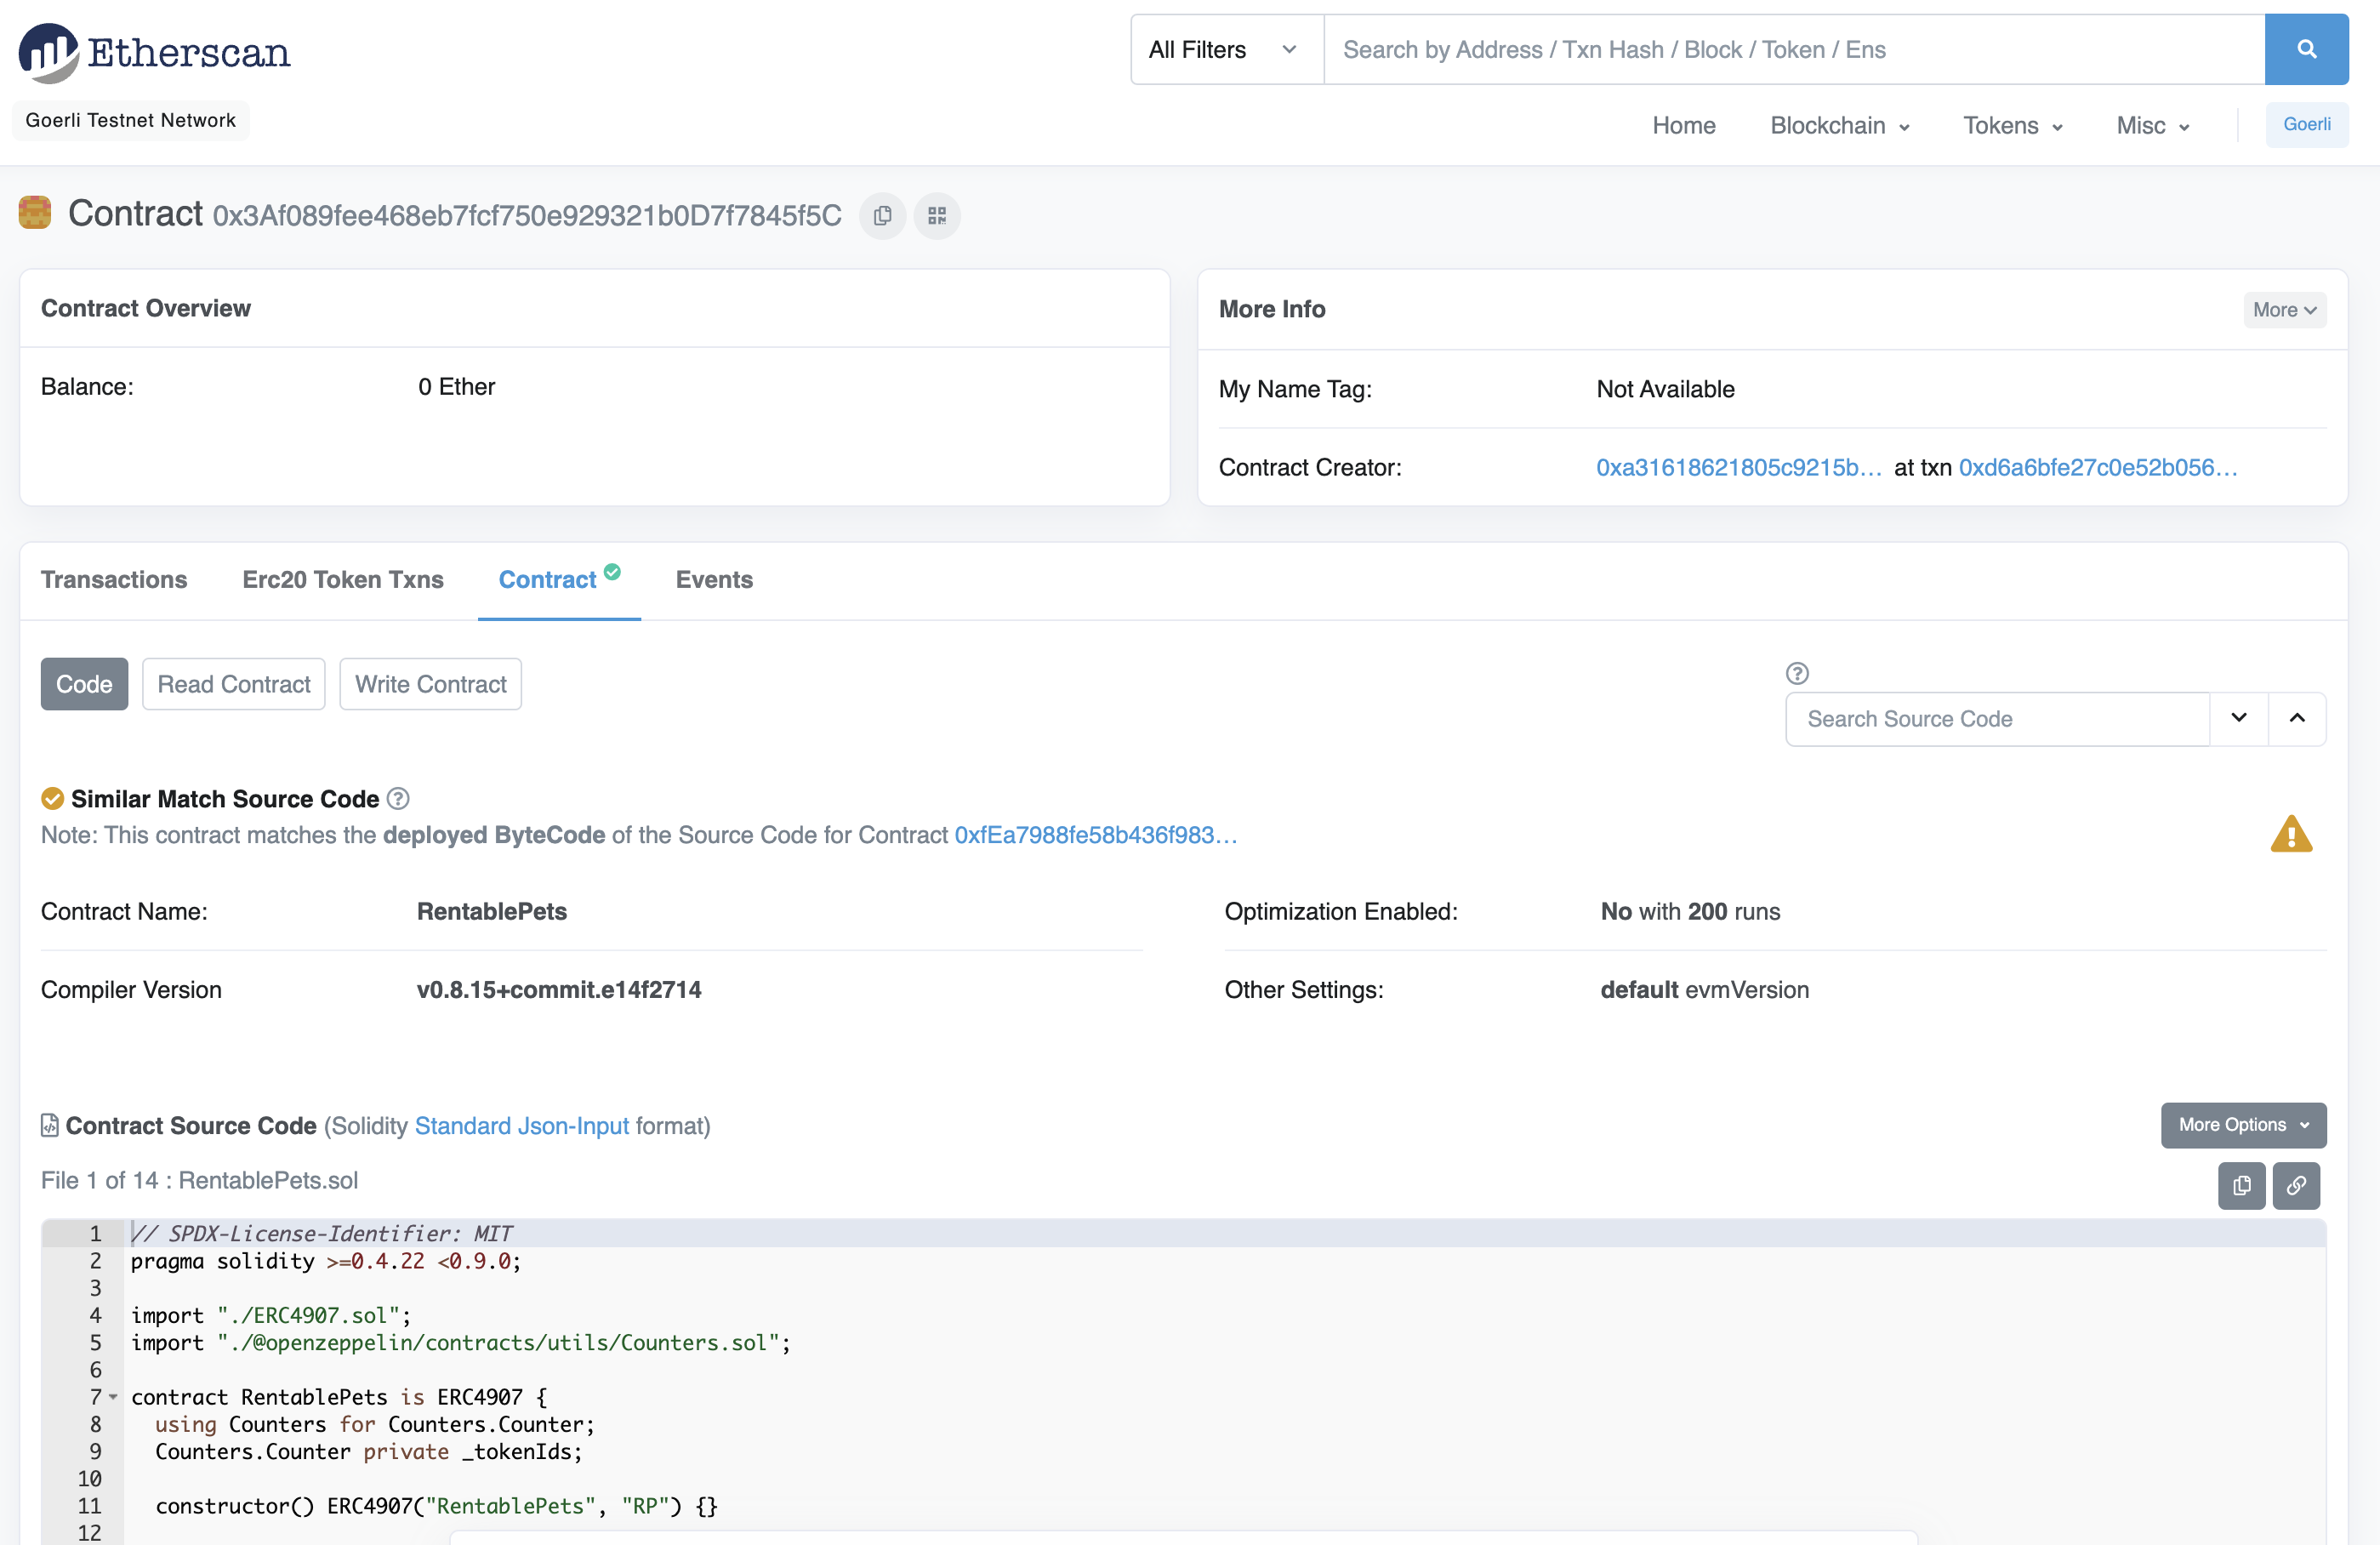 Etherscan
All Filters
Search by Address / Txn Hash / Block / Token / Ens
Goerli Testnet Network
Home Blockchain Tokens Misc Goerli
Contract 0x3Af089fee468eb7fcf750e929321b0D7f7845f5C
Contract Overview
Balance: 0 Ether
More Info More
My Name Tag: Not Available
Contract Creator: 0xa31618621805c9215b... at txn 0xd6a6bfe27c0e52b056...
Transactions Erc20 Token Txns Contract Events
Code Read Contract Write Contract
Search Source Code
Similar Match Source Code
Note: This contract matches the deployed ByteCode of the Source Code for Contract 0xfEa7988fe58b436f983...
Contract Name: RentablePets
Optimization Enabled: No with 200 runs
Compiler Version v0.8.15+commit.e14f2714
Other Settings: default evmVersion
Contract Source Code (Solidity Standard Json-Input format)
More Options
File 1 of 14 : RentablePets.sol
1 // SPDX-License-Identifier: MIT
2 pragma solidity >=0.4.22 <0.9.0;
3
4 import "./ERC4907.sol";
5 import "./@openzeppelin/contracts/utils/Counters.sol";
6
7 contract RentablePets is ERC4907 {
8 using Counters for Counters.Counter;
9 Counters.Counter private _tokenIds;
10
11 constructor() ERC4907("RentablePets", "RP") {}
12